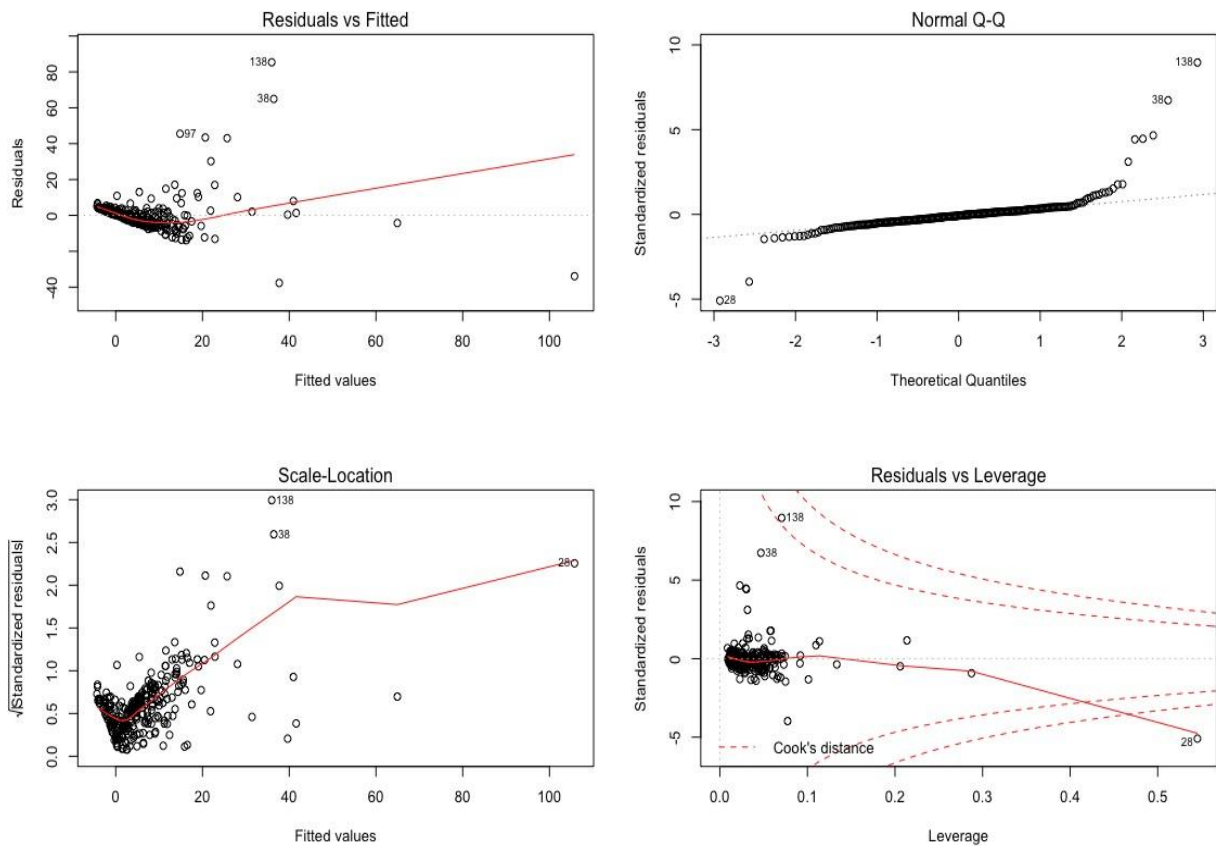 Residuals vs Fitted
Residuals
80
60
40
20
0
-40
138
38
97
0 20 40 60 80 100
Fitted values
Normal Q-Q
Standardized residuals
10
5
0
-5
138
38
28
-3 -2 -1 0 1 2 3
Theoretical Quantiles
Scale-Location
√|Standardized residuals|
3.0
2.5
2.0
1.5
1.0
0.5
0.0
138
38
28
0 20 40 60 80 100
Fitted values
Residuals vs Leverage
Standardized residuals
10
5
0
-5
138
38
28
Cook's distance
0.0 0.1 0.2 0.3 0.4 0.5
Leverage